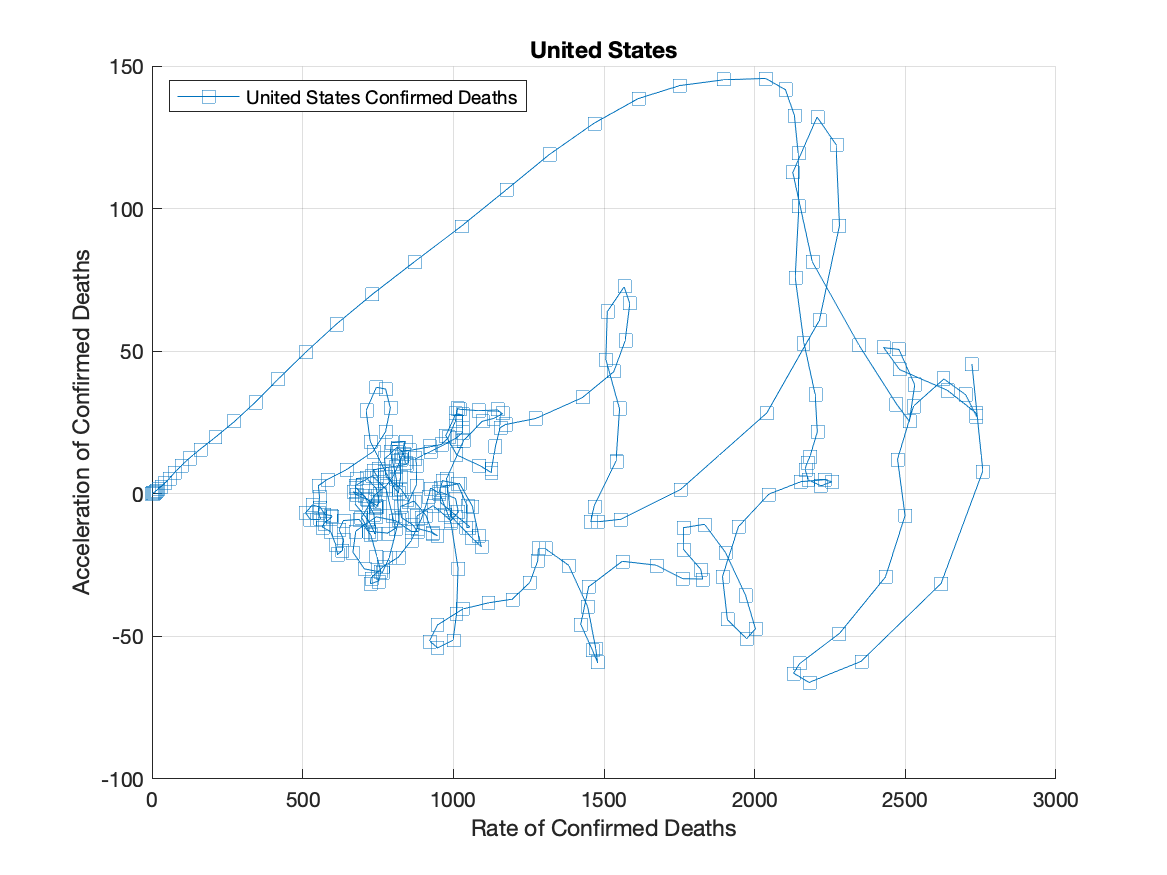 United States
United States Confirmed Deaths
150
100
50
0
-50
-100
Acceleration of Confirmed Deaths
0 500 1000 1500 2000 2500 3000
Rate of Confirmed Deaths